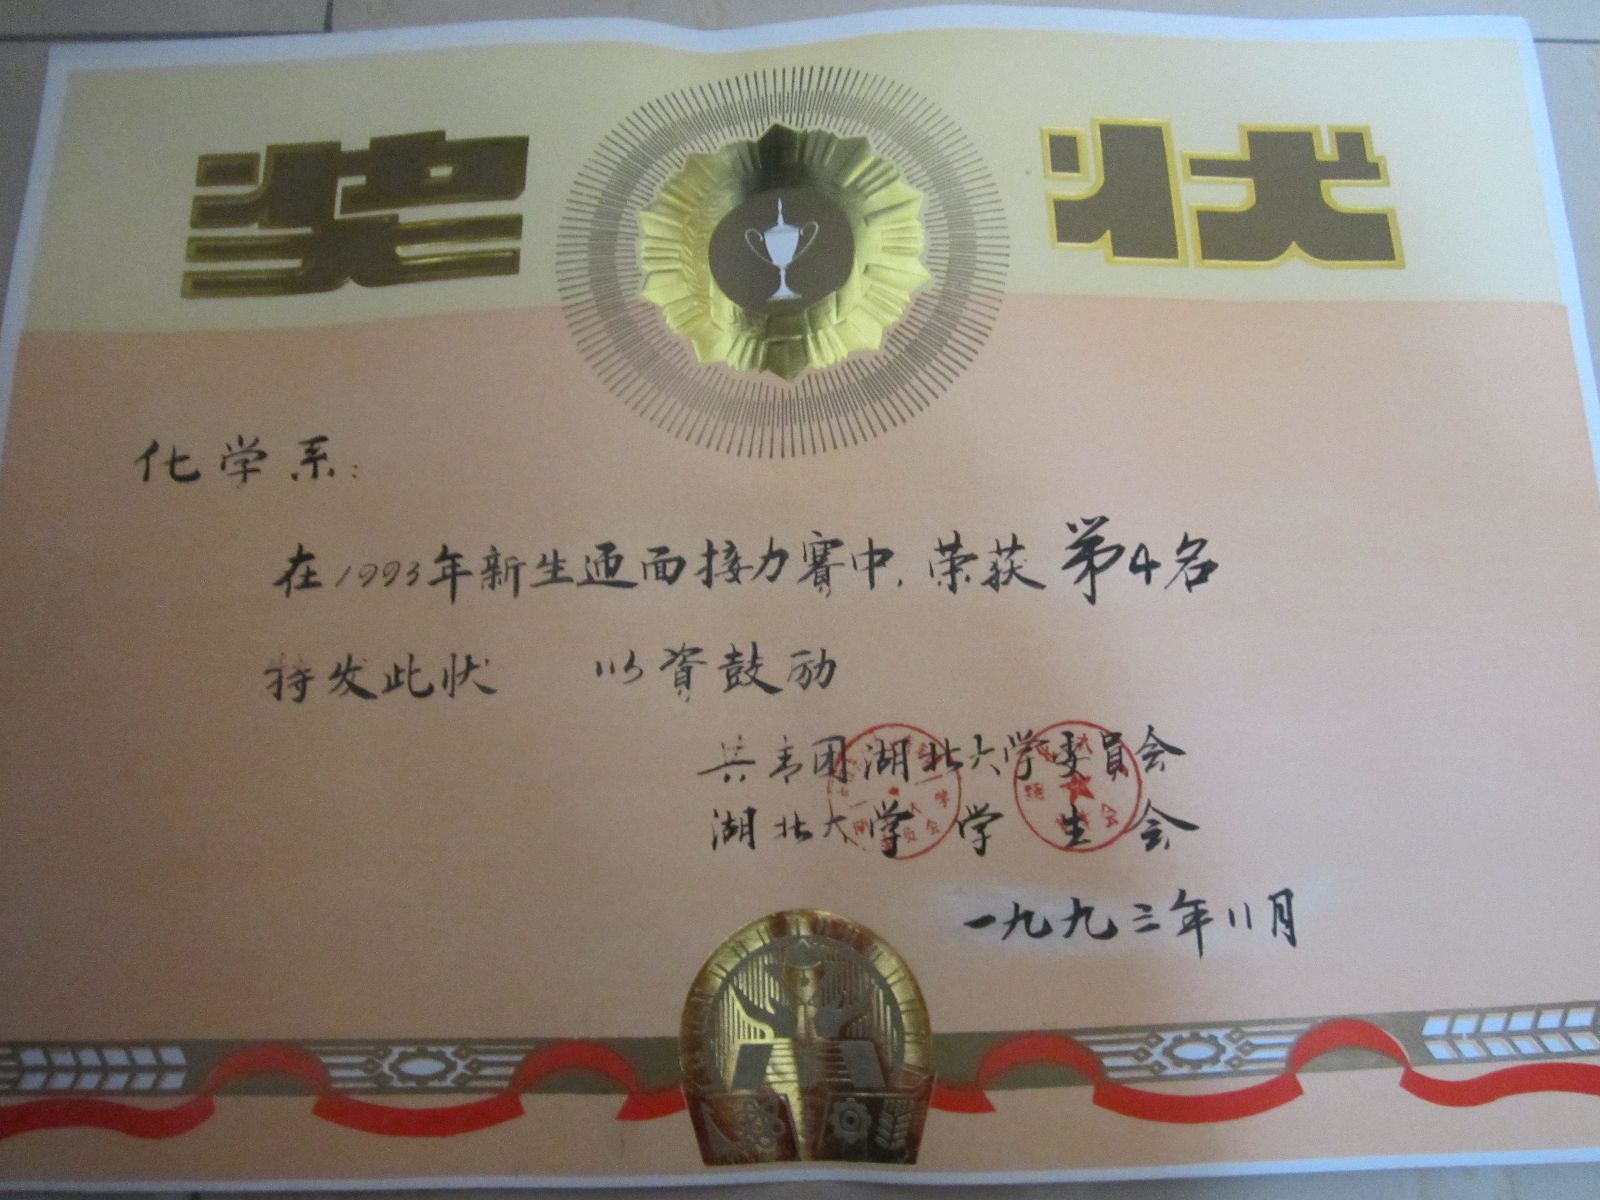 奖状
化学系:
在1993年新生迎面接力赛中,荣获第4名
特发此状 以资鼓励
共青团湖北大学委员会
湖北大学学生会
一九九三年11月